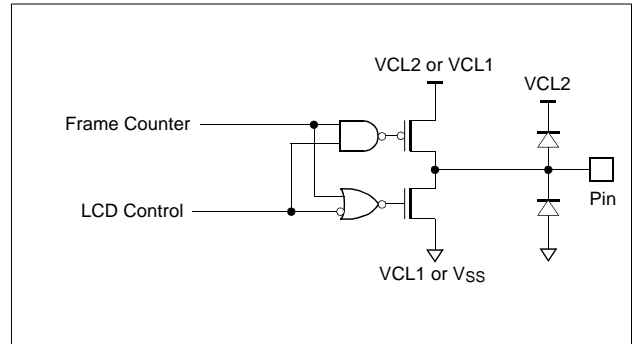 VCL2 or VCL1
VCL2
Frame Counter
Pin
LCD Control
VCL1 or VSS